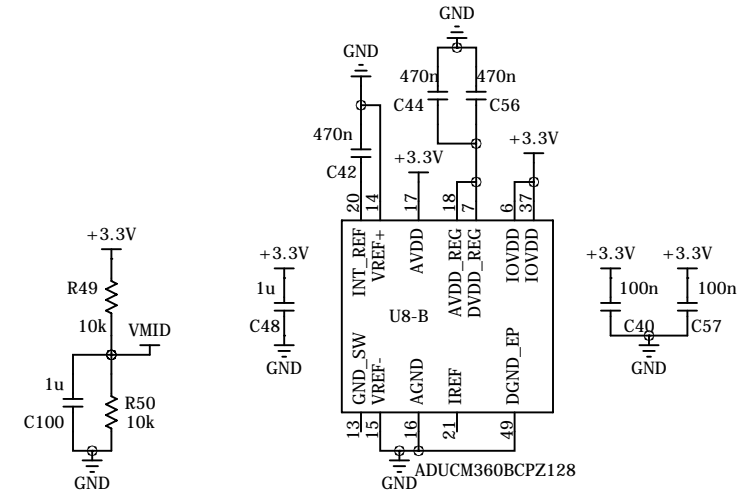 GND
GND
470n
470n
C44
C56
470n
C42
+3.3V
+3.3V
20
14
17
18
7
6
37
+3.3V
R49
10k
VMID
1u
C100
R50
10k
GND
+3.3V
1u
C48
GND
INT_REF
VREF+
AVDD
AVDD_REG
DVDD_REG
IOVDD
IOVDD
U8-B
GND_SW
VREF-
AGND
IREF
DGND_EP
13
15
16
21
49
GND
ADUCM360BCPZ128
+3.3V
+3.3V
100n
100n
C40
C57
GND